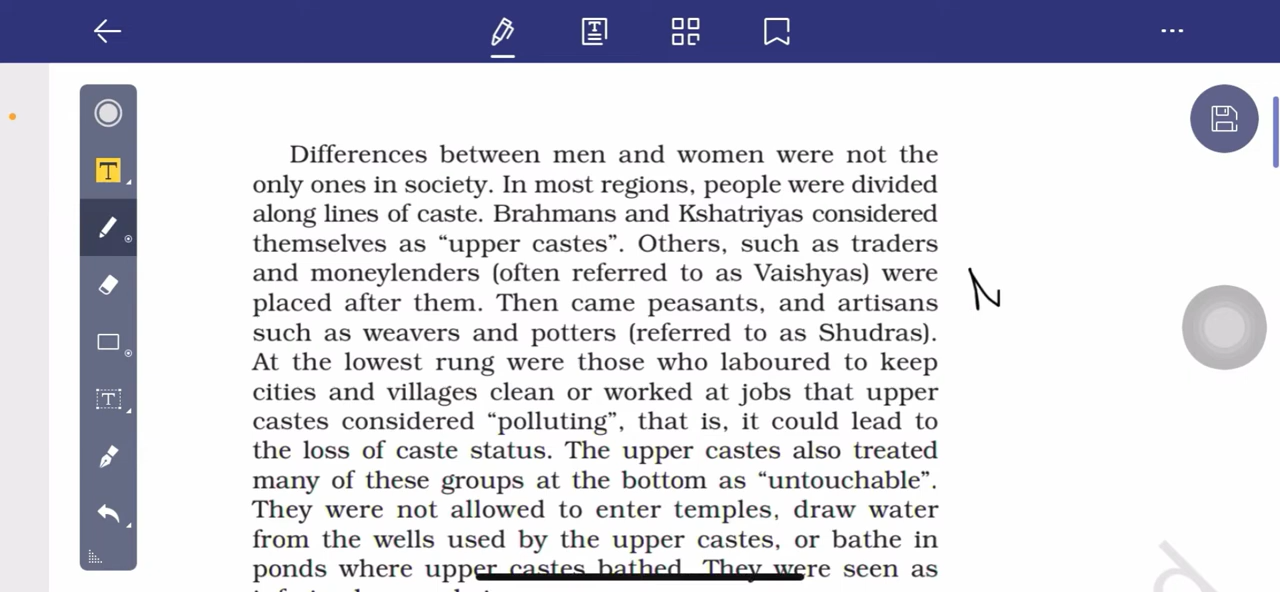 Differences between men and women were not the
only ones in society. In most regions, people were divided
along lines of caste. Brahmans and Kshatriyas considered
themselves as “upper castes”. Others, such as traders
and moneylenders (often referred to as Vaishyas) were
placed after them. Then came peasants, and artisans
such as weavers and potters (referred to as Shudras).
At the lowest rung were those who laboured to keep
cities and villages clean or worked at jobs that upper
castes considered “polluting”, that is, it could lead to
the loss of caste status. The upper castes also treated
many of these groups at the bottom as “untouchable”.
They were not allowed to enter temples, draw water
from the wells used by the upper castes, or bathe in
ponds where upper castes bathed. They were seen as